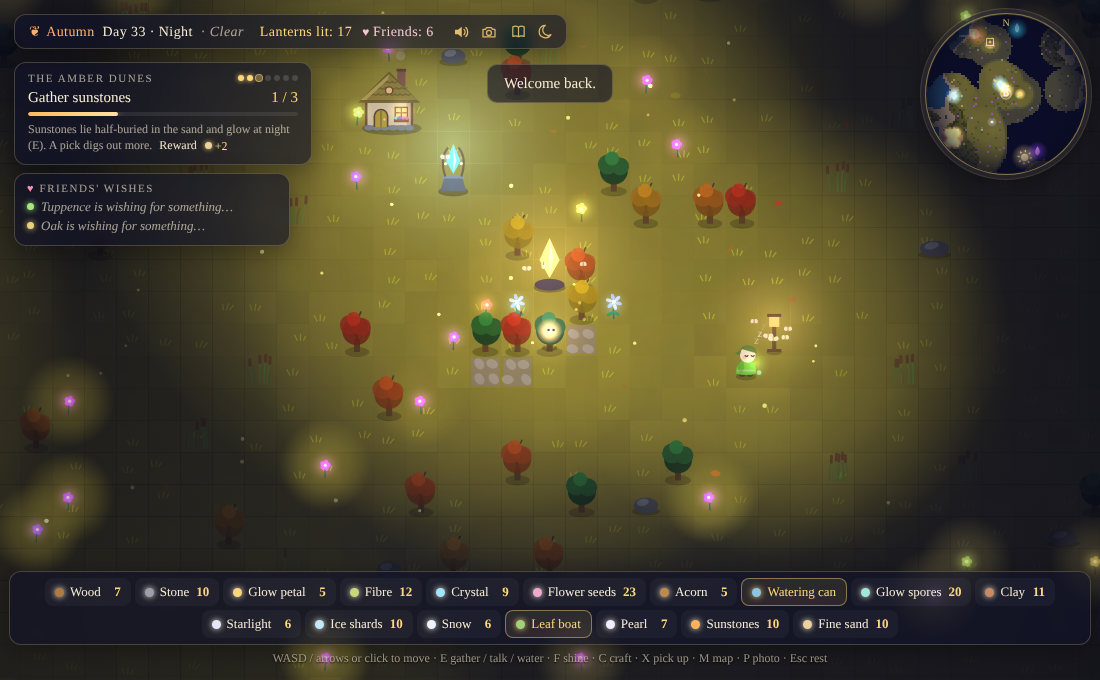 Autumn Day 33 · Night · Clear Lanterns lit: 17 ♥ Friends: 6
N
THE AMBER DUNES
Welcome back.
Gather sunstones 1 / 3
Sunstones lie half-buried in the sand and glow at night
(E). A pick digs out more. Reward +2
♥ FRIENDS' WISHES
Tuppence is wishing for something…
Oak is wishing for something…
z
z
Wood 7 Stone 10 Glow petal 5 Fibre 12 Crystal 9 Flower seeds 23 Acorn 5 Watering can Glow spores 20 Clay 11
Starlight 6 Ice shards 10 Snow 6 Leaf boat Pearl 7 Sunstones 10 Fine sand 10
WASD / arrows or click to move · E gather / talk / water · F shine · C craft · X pick up · M map · P photo · Esc rest